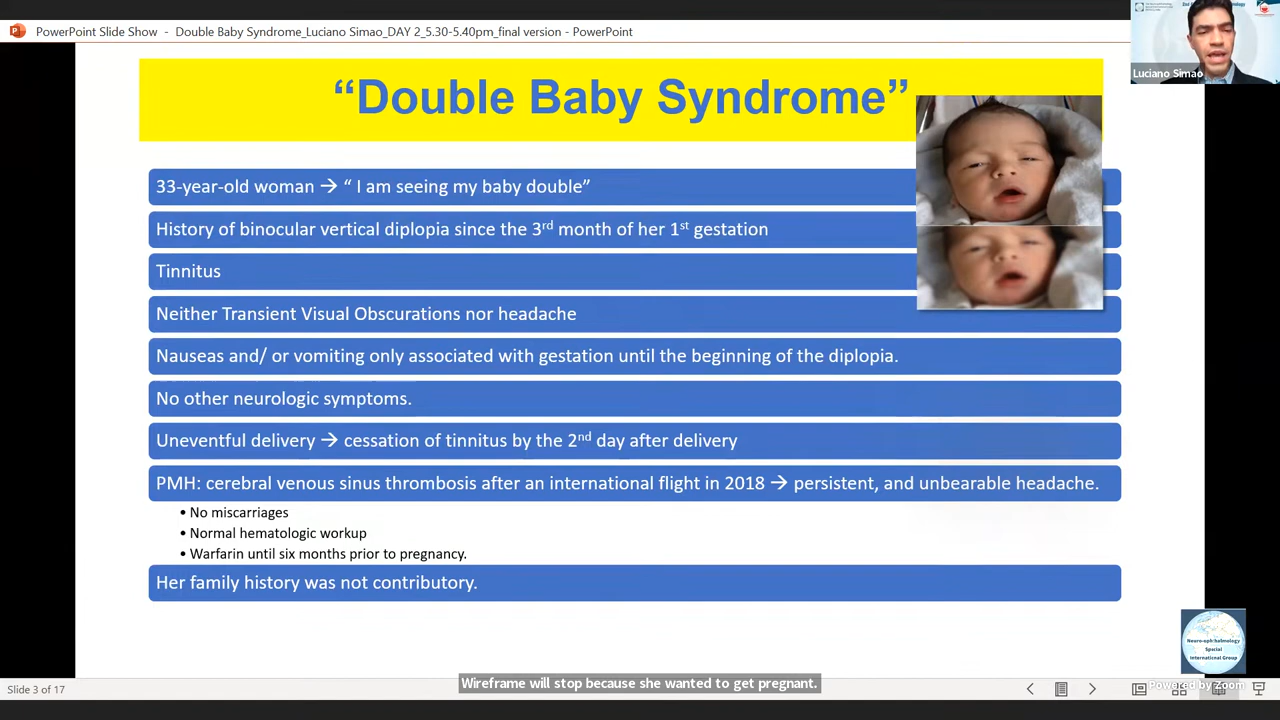 PowerPoint Slide Show - Double Baby Syndrome_Luciano Simao_DAY 2_5.30-5.40pm_final version - PowerPoint
Luciano Simao
“Double Baby Syndrome”
33-year-old woman → “ I am seeing my baby double”
History of binocular vertical diplopia since the 3rd month of her 1st gestation
Tinnitus
Neither Transient Visual Obscurations nor headache
Nauseas and/ or vomiting only associated with gestation until the beginning of the diplopia.
No other neurologic symptoms.
Uneventful delivery → cessation of tinnitus by the 2nd day after delivery
PMH: cerebral venous sinus thrombosis after an international flight in 2018 → persistent, and unbearable headache.
• No miscarriages
• Normal hematologic workup
• Warfarin until six months prior to pregnancy.
Her family history was not contributory.
Neuro-ophthalmology
Special
International Group
Wireframe will stop because she wanted to get pregnant.
Slide 3 of 17
Powered by Zoom